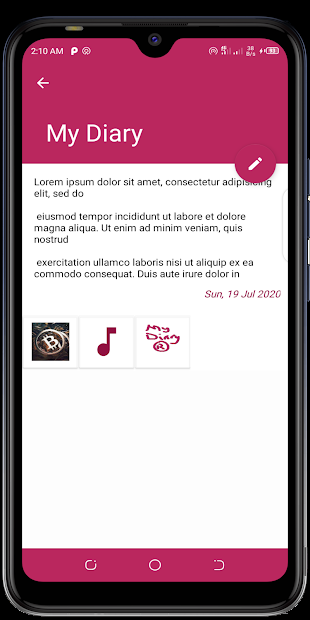 2:10 AM
38
B/s
My Diary
Lorem ipsum dolor sit amet, consectetur adipisicing
elit, sed do
eiusmod tempor incididunt ut labore et dolore
magna aliqua. Ut enim ad minim veniam, quis
nostrud
exercitation ullamco laboris nisi ut aliquip ex ea
commodo consequat. Duis aute irure dolor in
Sun, 19 Jul 2020
My
Diary
®